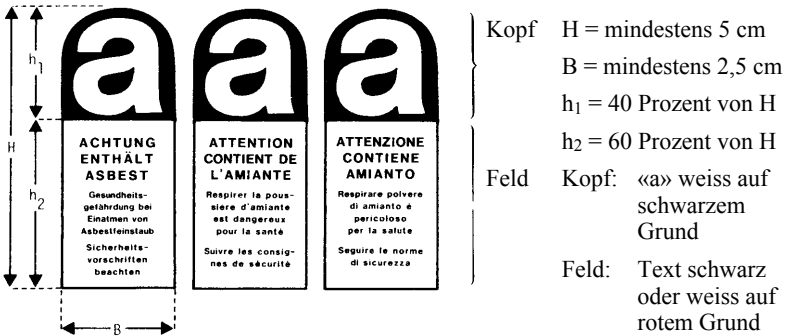 h1
H
h2
B
a
ACHTUNG
ENTHÄLT
ASBEST
Gesundheits-
gefährdung bei
Einatmen von
Asbestfeinstaub
Sicherheits-
vorschriften
beachten
a
ATTENTION
CONTIENT DE
L'AMIANTE
Respirer la pous-
sière d'amiante
est dangereux
pour la santé
Suivre les consig-
nes de sécurité
a
ATTENZIONE
CONTIENE
AMIANTO
Respirare polvere
di amianto è
pericoloso
per la salute
Seguire le norme
di sicurezza
Kopf H = mindestens 5 cm
B = mindestens 2,5 cm
h1 = 40 Prozent von H
h2 = 60 Prozent von H
Feld Kopf: «a» weiss auf
schwarzem
Grund
Feld: Text schwarz
oder weiss auf
rotem Grund